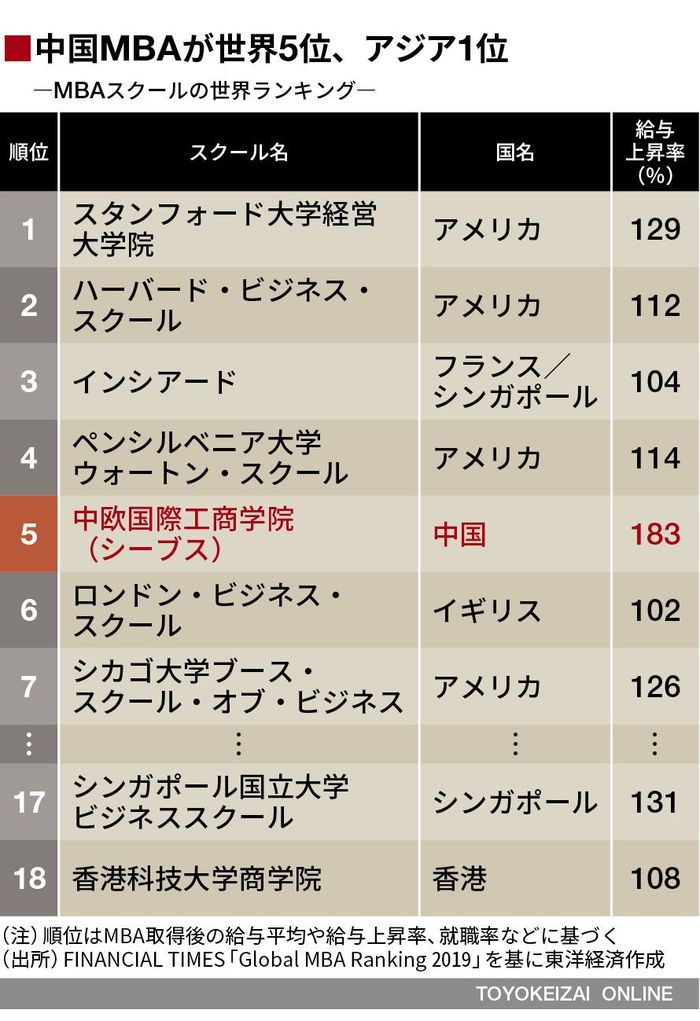 ■中国MBAが世界5位、アジア1位
―MBAスクールの世界ランキング―
順位 スクール名 国名 給与上昇率(%)
1 スタンフォード大学経営 アメリカ 129
大学院
2 ハーバード・ビジネス・ アメリカ 112
スクール
3 インシアード フランス／ 104
シンガポール
4 ペンシルベニア大学 アメリカ 114
ウォートン・スクール
5 中欧国際工商学院 中国 183
（シーブス）
6 ロンドン・ビジネス・ イギリス 102
スクール
7 シカゴ大学ブース・ アメリカ 126
スクール・オブ・ビジネス
⋮ ⋮ ⋮ ⋮
17 シンガポール国立大学 シンガポール 131
ビジネススクール
18 香港科技大学商学院 香港 108
（注）順位はMBA取得後の給与平均や給与上昇率、就職率などに基づく
（出所）FINANCIAL TIMES「Global MBA Ranking 2019」を基に東洋経済作成
TOYOKEIZAI ONLINE